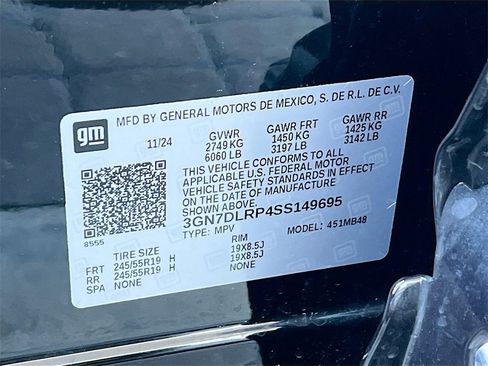 MFD BY GENERAL MOTORS DE MEXICO, S. DE R.L. DE C.V.
gm
11/24 GVWR GAWR FRT GAWR RR
2749 KG 1450 KG 1425 KG
6060 LB 3197 LB 3142 LB
THIS VEHICLE CONFORMS TO ALL
APPLICABLE U.S. FEDERAL MOTOR
VEHICLE SAFETY STANDARDS IN EFFECT
ON THE DATE OF MANUFACTURE SHOWN ABOVE.
3GN7DLRP4SS149695
8555
TYPE: MPV MODEL: 451MB48
TIRE SIZE RIM
FRT 245/55R19 H 19X8.5J
RR 245/55R19 H 19X8.5J
SPA NONE NONE